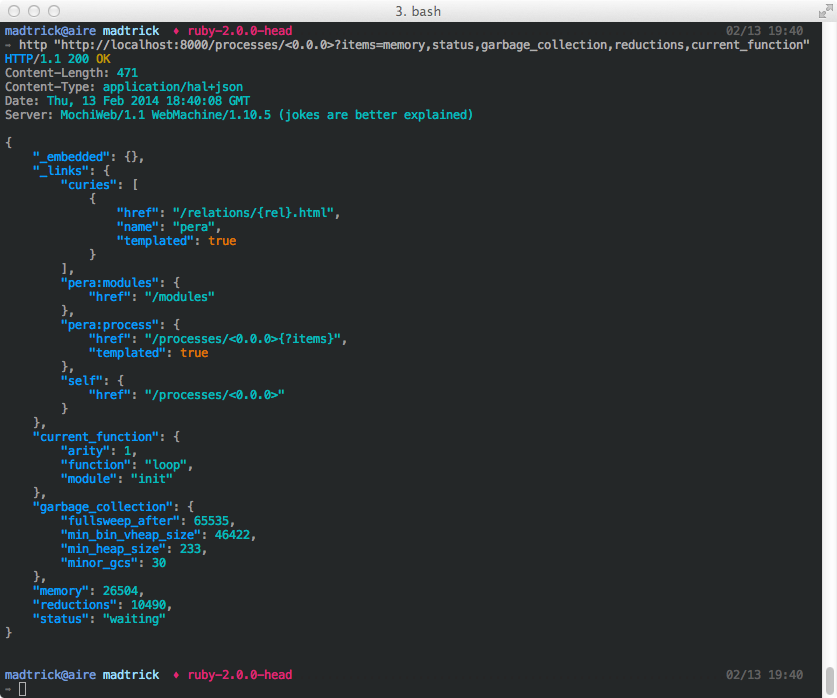 3. bash
madtrick@aire madtrick ♦ ruby-2.0.0-head 02/13 19:40
→ http "http://localhost:8000/processes/<0.0.0>?items=memory,status,garbage_collection,reductions,current_function"
HTTP/1.1 200 OK
Content-Length: 471
Content-Type: application/hal+json
Date: Thu, 13 Feb 2014 18:40:08 GMT
Server: MochiWeb/1.1 WebMachine/1.10.5 (jokes are better explained)
{
    "_embedded": {},
    "_links": {
        "curies": [
            {
                "href": "/relations/{rel}.html",
                "name": "pera",
                "templated": true
            }
        ],
        "pera:modules": {
            "href": "/modules"
        },
        "pera:process": {
            "href": "/processes/<0.0.0>{?items}",
            "templated": true
        },
        "self": {
            "href": "/processes/<0.0.0>"
        }
    },
    "current_function": {
        "arity": 1,
        "function": "loop",
        "module": "init"
    },
    "garbage_collection": {
        "fullsweep_after": 65535,
        "min_bin_vheap_size": 46422,
        "min_heap_size": 233,
        "minor_gcs": 30
    },
    "memory": 26504,
    "reductions": 10490,
    "status": "waiting"
}
madtrick@aire madtrick ♦ ruby-2.0.0-head 02/13 19:40
→